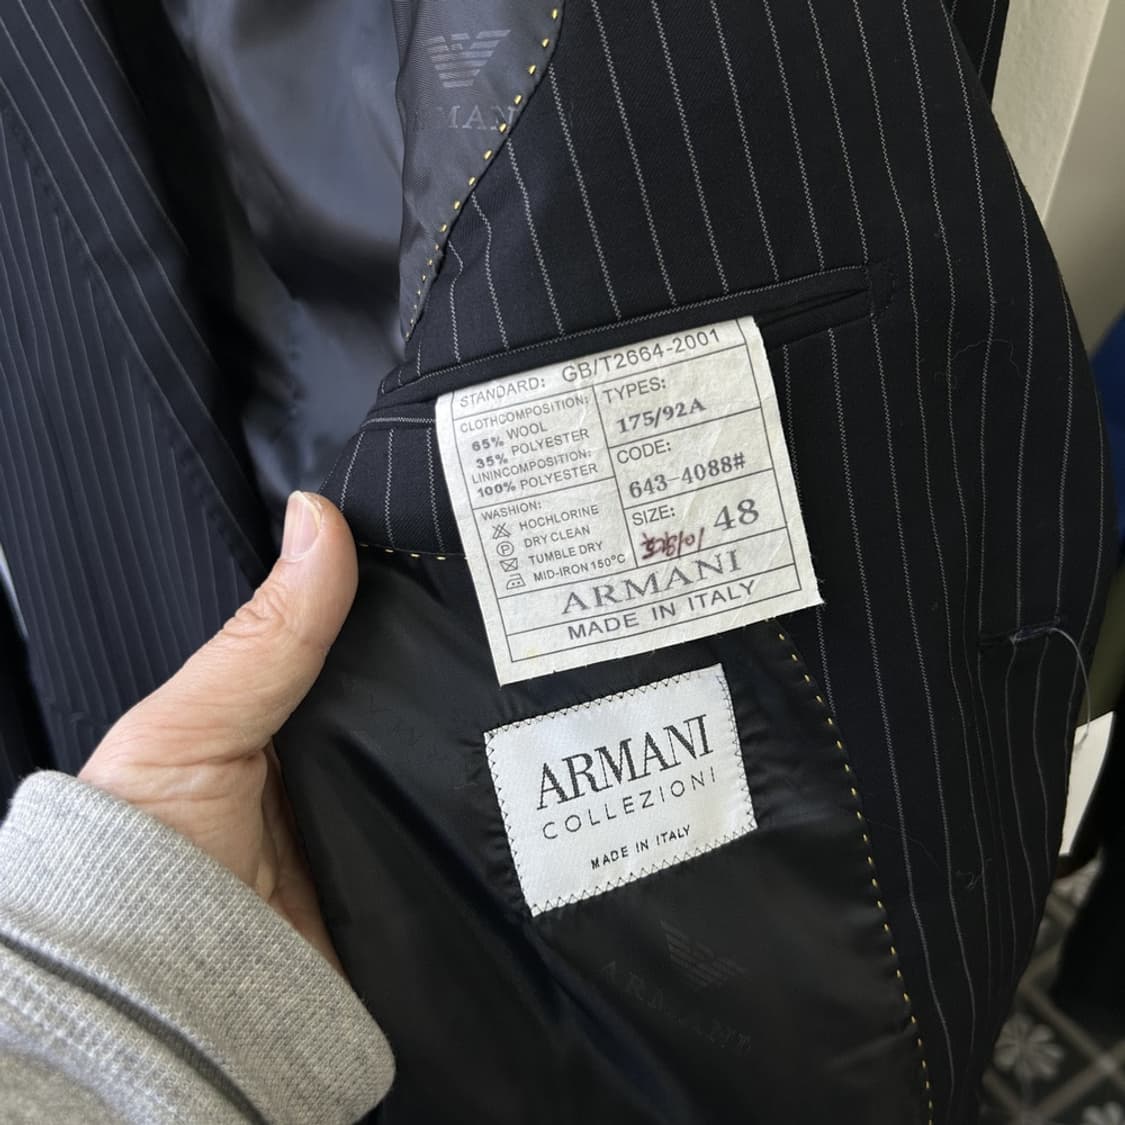 STANDARD: GB/T2664-2001
CLOTHCOMPOSITION:
65% WOOL
35% POLYESTER
LININCOMPOSITION:
100% POLYESTER
WASHION:
HOCHLORINE
DRY CLEAN
TUMBLE DRY
MID-IRON 150°C
TYPES:
175/92A
CODE:
643-4088#
SIZE: 48
ARMANI
MADE IN ITALY
ARMANI
COLLEZIONI
MADE IN ITALY
ARMANI